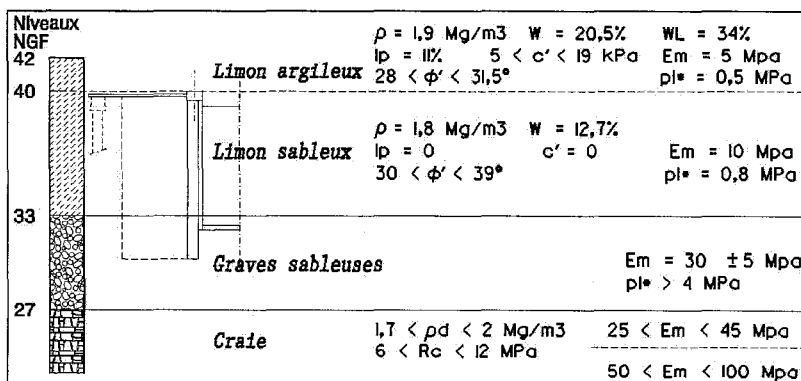 Niveaux
NGF
42
40
33
27
Limon argileux
ρ = 1,9 Mg/m3 W = 20,5% WL = 34%
Ip = 11% 5 < c' < 19 kPa Em = 5 Mpa
28 < ϕ' < 31,5° pl* = 0,5 MPa
Limon sableux
ρ = 1,8 Mg/m3 W = 12,7%
Ip = 0 c' = 0 Em = 10 Mpa
30 < ϕ' < 39° pl* = 0,8 MPa
Graves sableuses
Em = 30 ±5 Mpa
pl* > 4 MPa
Craie
1,7 < ρd < 2 Mg/m3 25 < Em < 45 Mpa
6 < Rc < 12 MPa
50 < Em < 100 Mpa